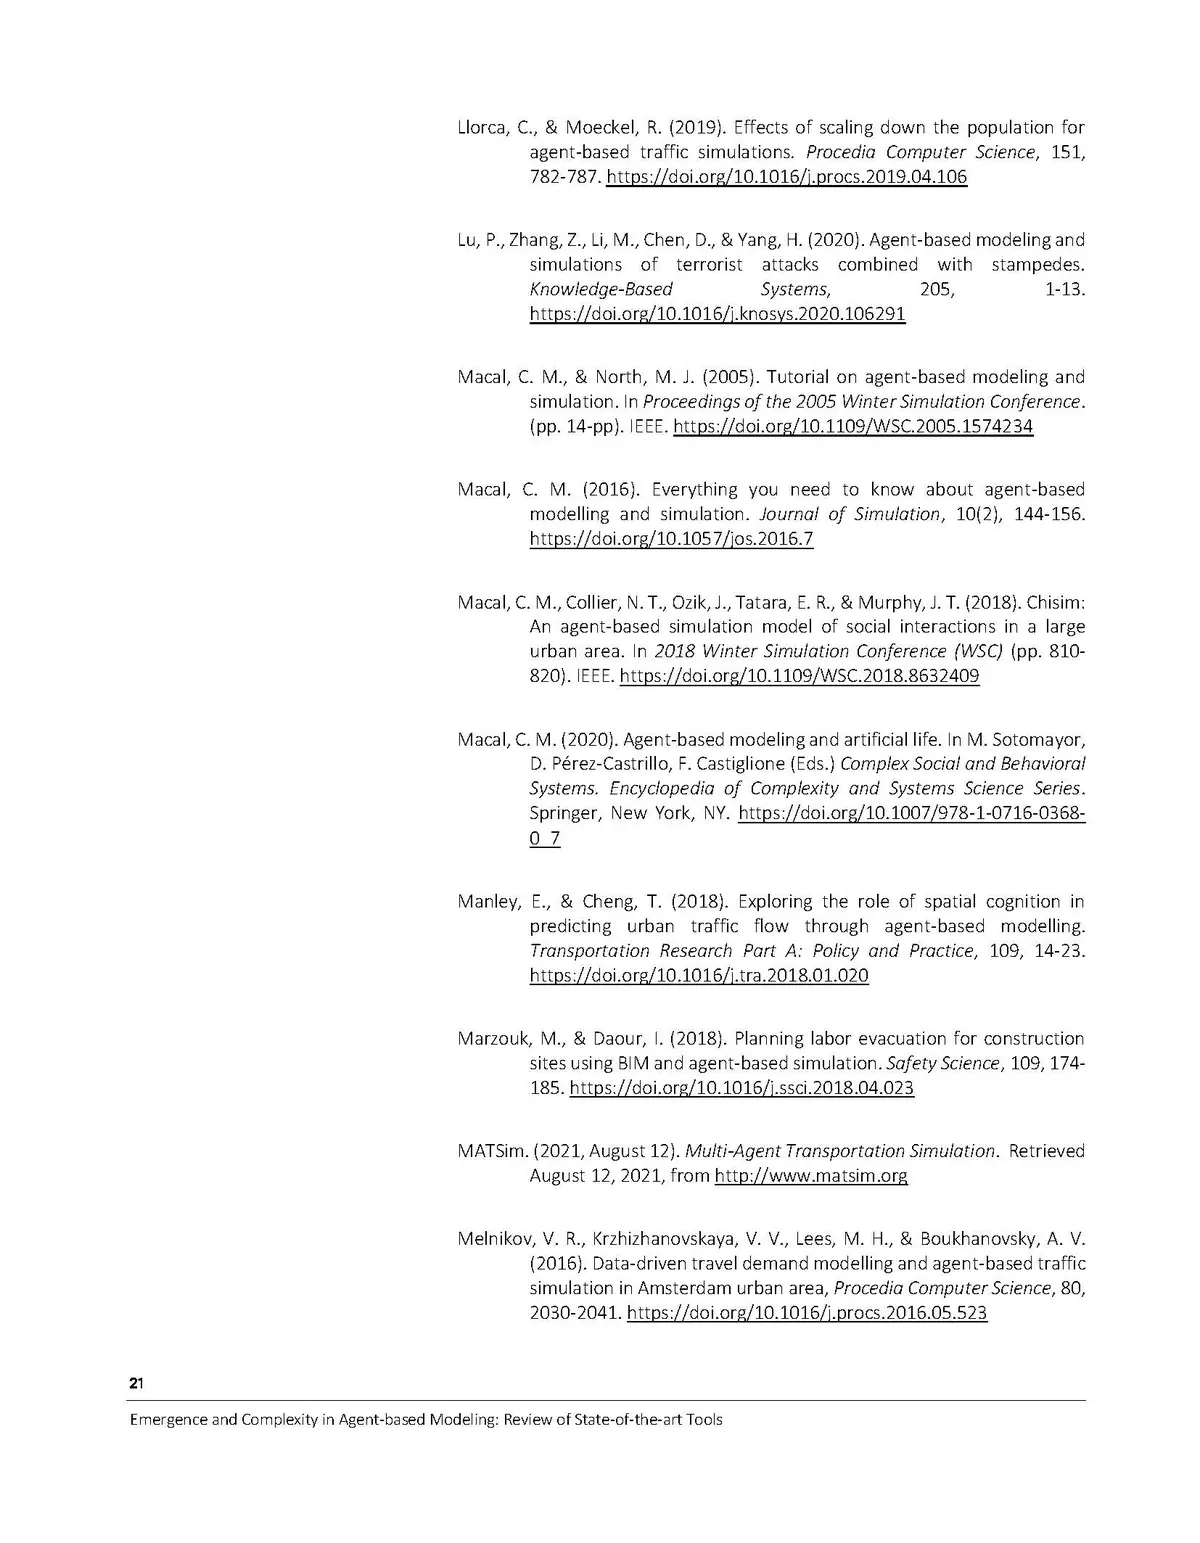 Llorca, C., & Moeckel, R. (2019). Effects of scaling down the population for
agent-based traffic simulations. Procedia Computer Science, 151,
782-787. https://doi.org/10.1016/j.procs.2019.04.106
Lu, P., Zhang, Z., Li, M., Chen, D., & Yang, H. (2020). Agent-based modeling and
simulations of terrorist attacks combined with stampedes.
Knowledge-Based Systems, 205, 1-13.
https://doi.org/10.1016/j.knosys.2020.106291
Macal, C. M., & North, M. J. (2005). Tutorial on agent-based modeling and
simulation. In Proceedings of the 2005 Winter Simulation Conference.
(pp. 14-pp). IEEE. https://doi.org/10.1109/WSC.2005.1574234
Macal, C. M. (2016). Everything you need to know about agent-based
modelling and simulation. Journal of Simulation, 10(2), 144-156.
https://doi.org/10.1057/jos.2016.7
Macal, C. M., Collier, N. T., Ozik, J., Tatara, E. R., & Murphy, J. T. (2018). Chisim:
An agent-based simulation model of social interactions in a large
urban area. In 2018 Winter Simulation Conference (WSC) (pp. 810-
820). IEEE. https://doi.org/10.1109/WSC.2018.8632409
Macal, C. M. (2020). Agent-based modeling and artificial life. In M. Sotomayor,
D. Pérez-Castrillo, F. Castiglione (Eds.) Complex Social and Behavioral
Systems. Encyclopedia of Complexity and Systems Science Series.
Springer, New York, NY. https://doi.org/10.1007/978-1-0716-0368-
0_7
Manley, E., & Cheng, T. (2018). Exploring the role of spatial cognition in
predicting urban traffic flow through agent-based modelling.
Transportation Research Part A: Policy and Practice, 109, 14-23.
https://doi.org/10.1016/j.tra.2018.01.020
Marzouk, M., & Daour, I. (2018). Planning labor evacuation for construction
sites using BIM and agent-based simulation. Safety Science, 109, 174-
185. https://doi.org/10.1016/j.ssci.2018.04.023
MATSim. (2021, August 12). Multi-Agent Transportation Simulation. Retrieved
August 12, 2021, from http://www.matsim.org
Melnikov, V. R., Krzhizhanovskaya, V. V., Lees, M. H., & Boukhanovsky, A. V.
(2016). Data-driven travel demand modelling and agent-based traffic
simulation in Amsterdam urban area, Procedia Computer Science, 80,
2030-2041. https://doi.org/10.1016/j.procs.2016.05.523
21
Emergence and Complexity in Agent-based Modeling: Review of State-of-the-art Tools